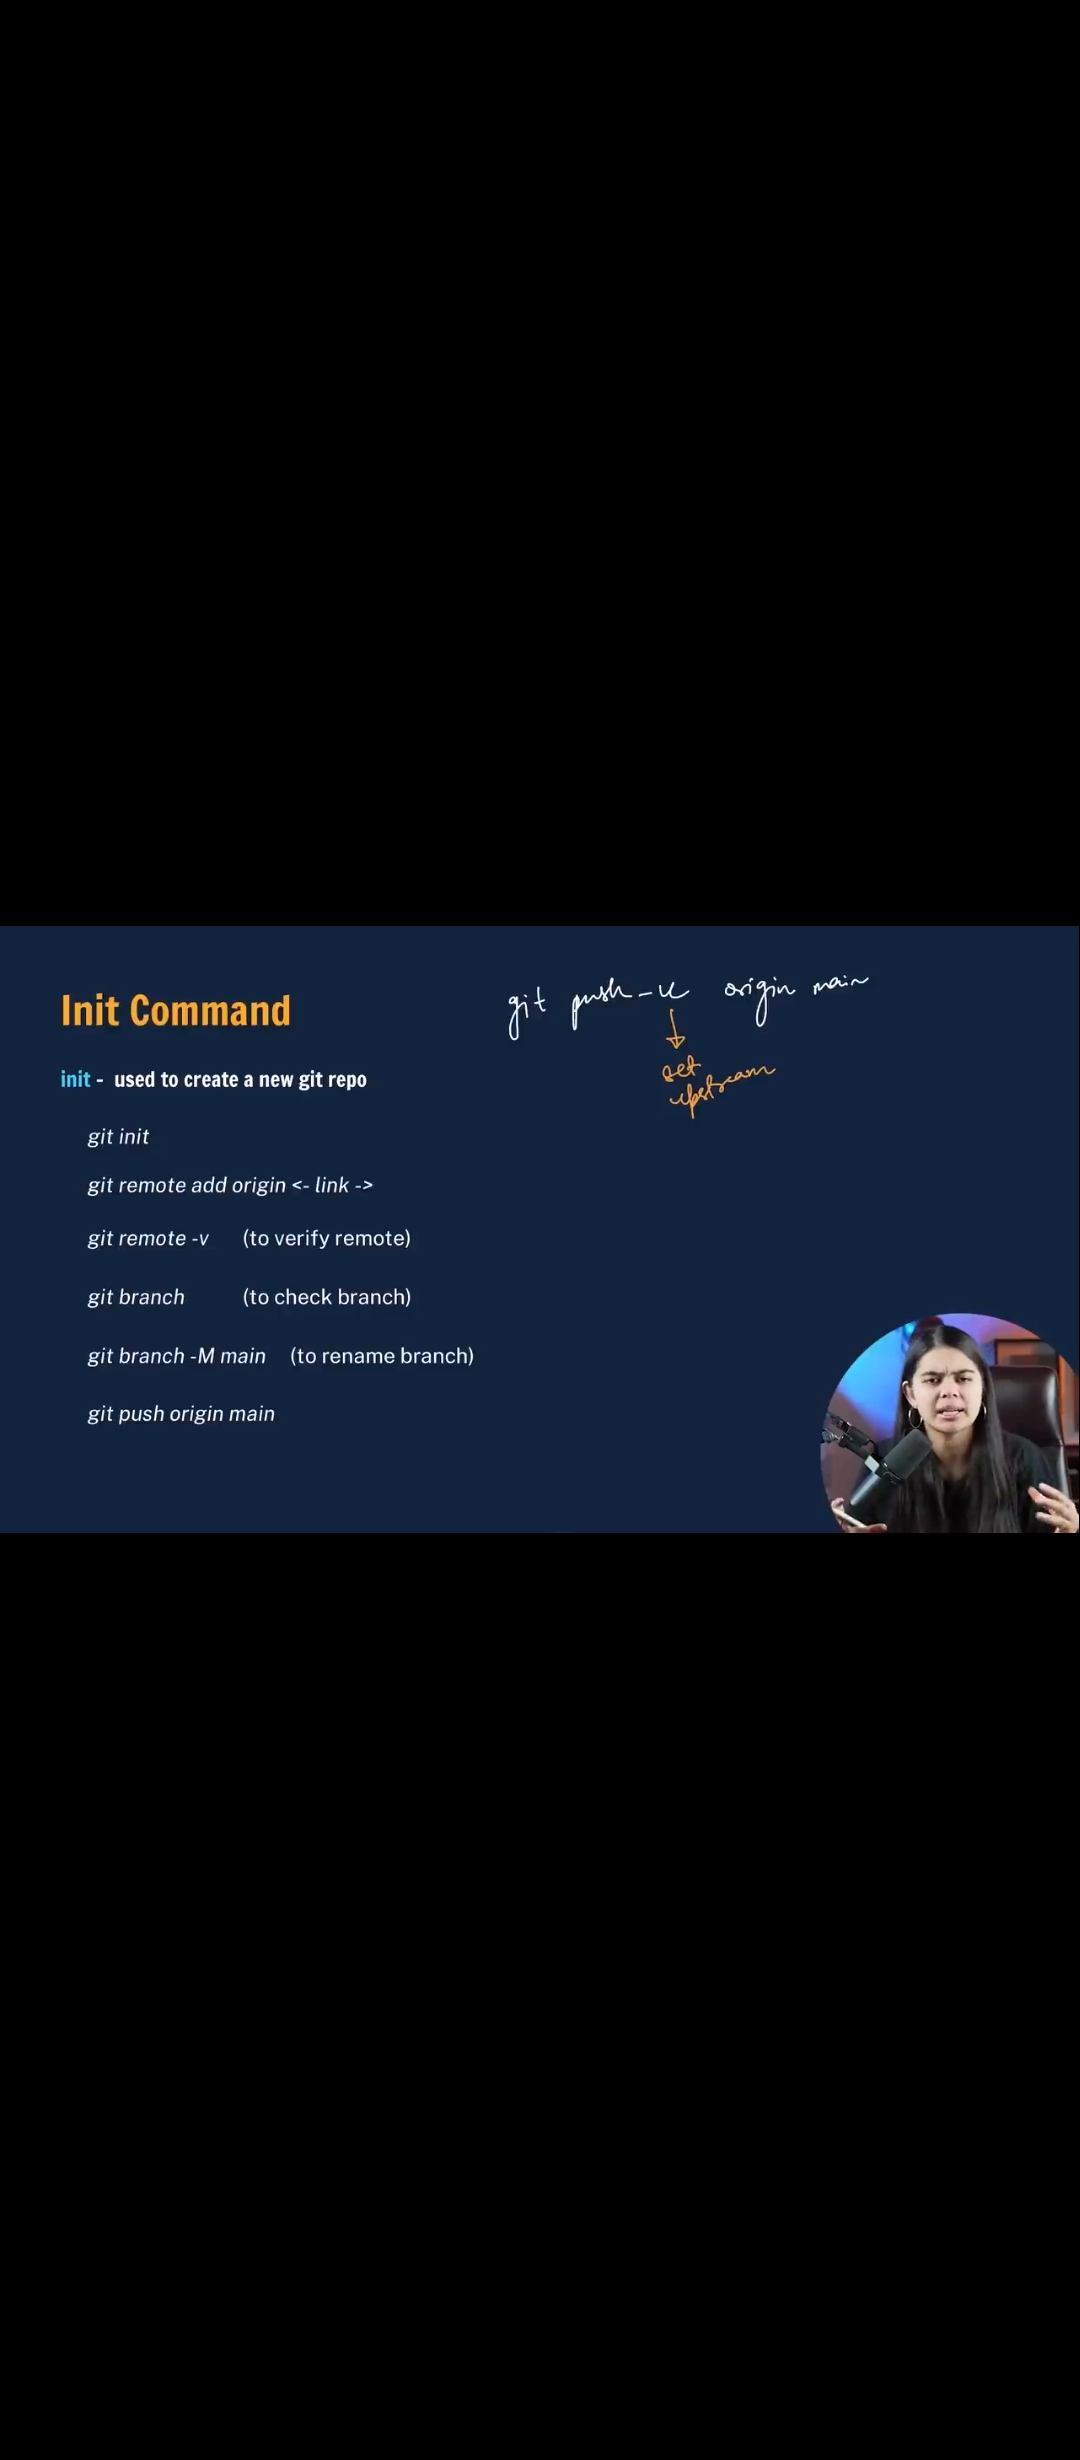 Init Command
git push -u origin main
set
upstream
init - used to create a new git repo
git init
git remote add origin <- link ->
git remote -v (to verify remote)
git branch (to check branch)
git branch -M main (to rename branch)
git push origin main